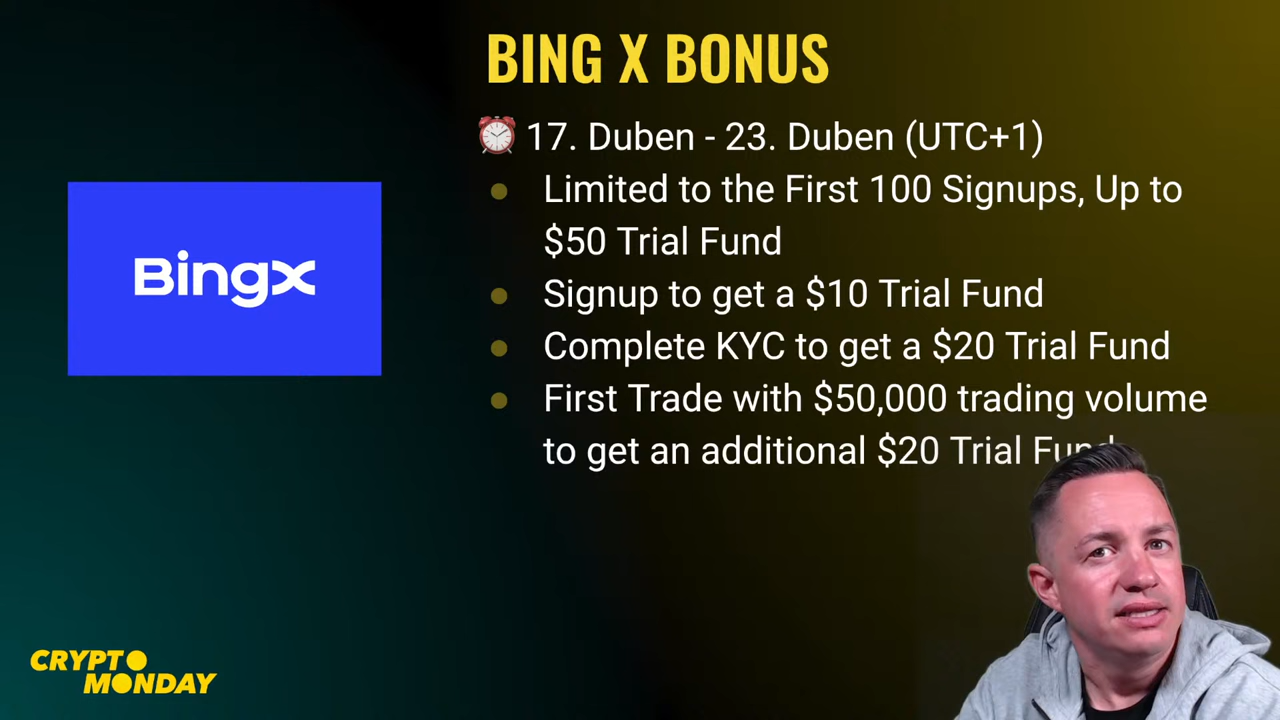 BING X BONUS
17. Duben - 23. Duben (UTC+1)
Limited to the First 100 Signups, Up to
$50 Trial Fund
Signup to get a $10 Trial Fund
Complete KYC to get a $20 Trial Fund
First Trade with $50,000 trading volume
to get an additional $20 Trial Fund
BingX
CRYPTO
MONDAY